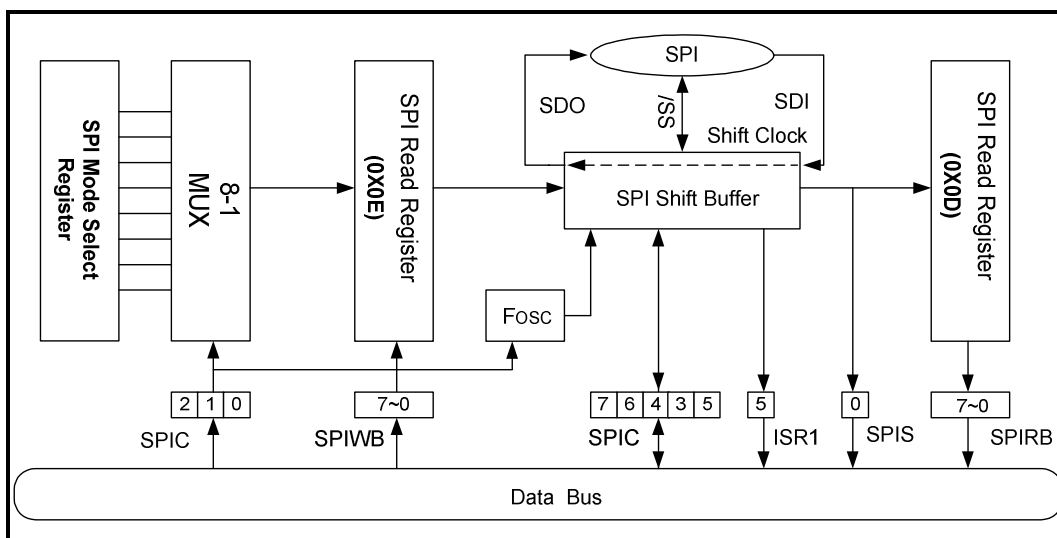 SPI Mode Select
Register
8-1
MUX
SPI Read Register
(0X0E)
SPI
SDO
/SS
SDI
Shift Clock
SPI Shift Buffer
SPI Read Register
(0X0D)
Fosc
2 1 0
SPIC
7~0
SPIWB
7 6 4 3 5
SPIC
5
ISR1
0
SPIS
7~0
SPIRB
Data Bus